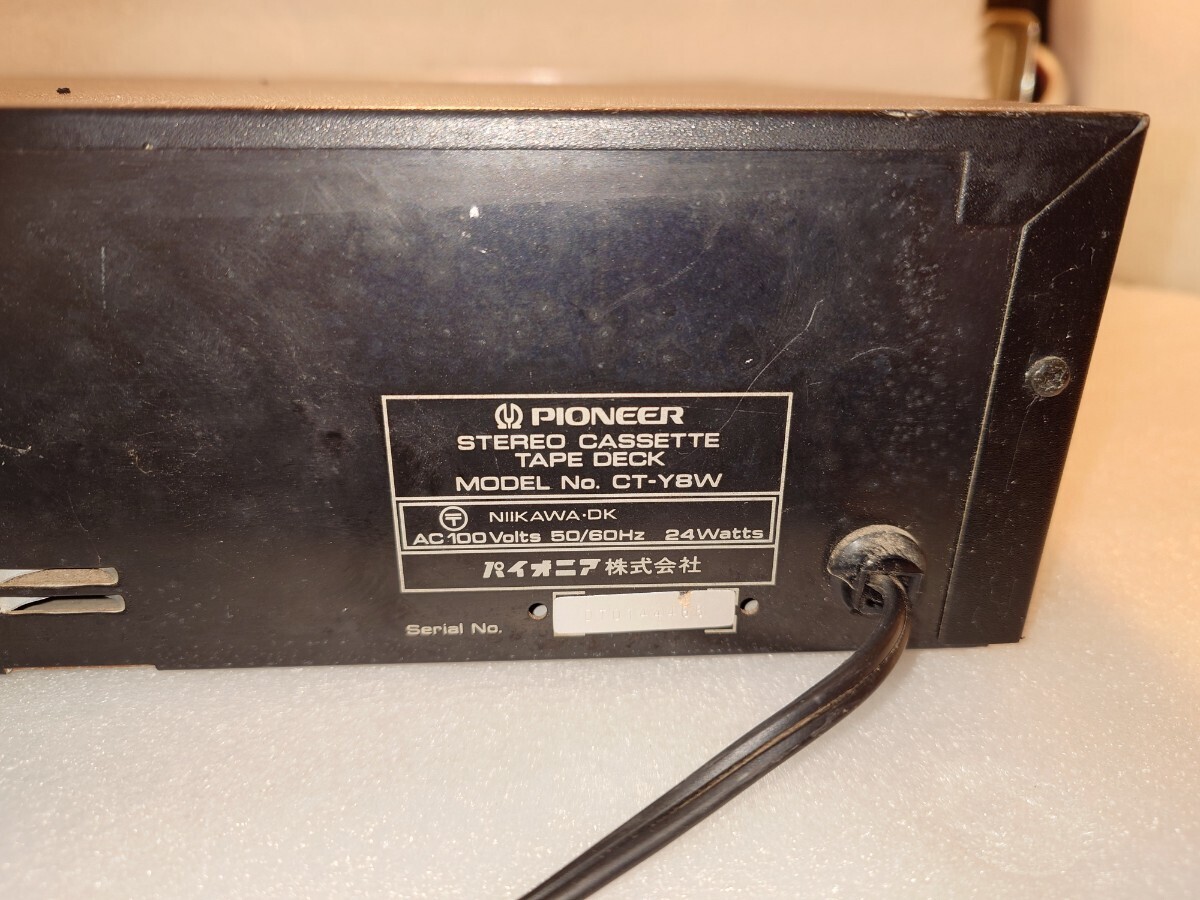 PIONEER
STEREO CASSETTE
TAPE DECK
MODEL No. CT-Y8W
〒 NIIKAWA·DK
AC 100 Volts 50/60Hz 24 Watts
パイオニア株式会社
Serial No.